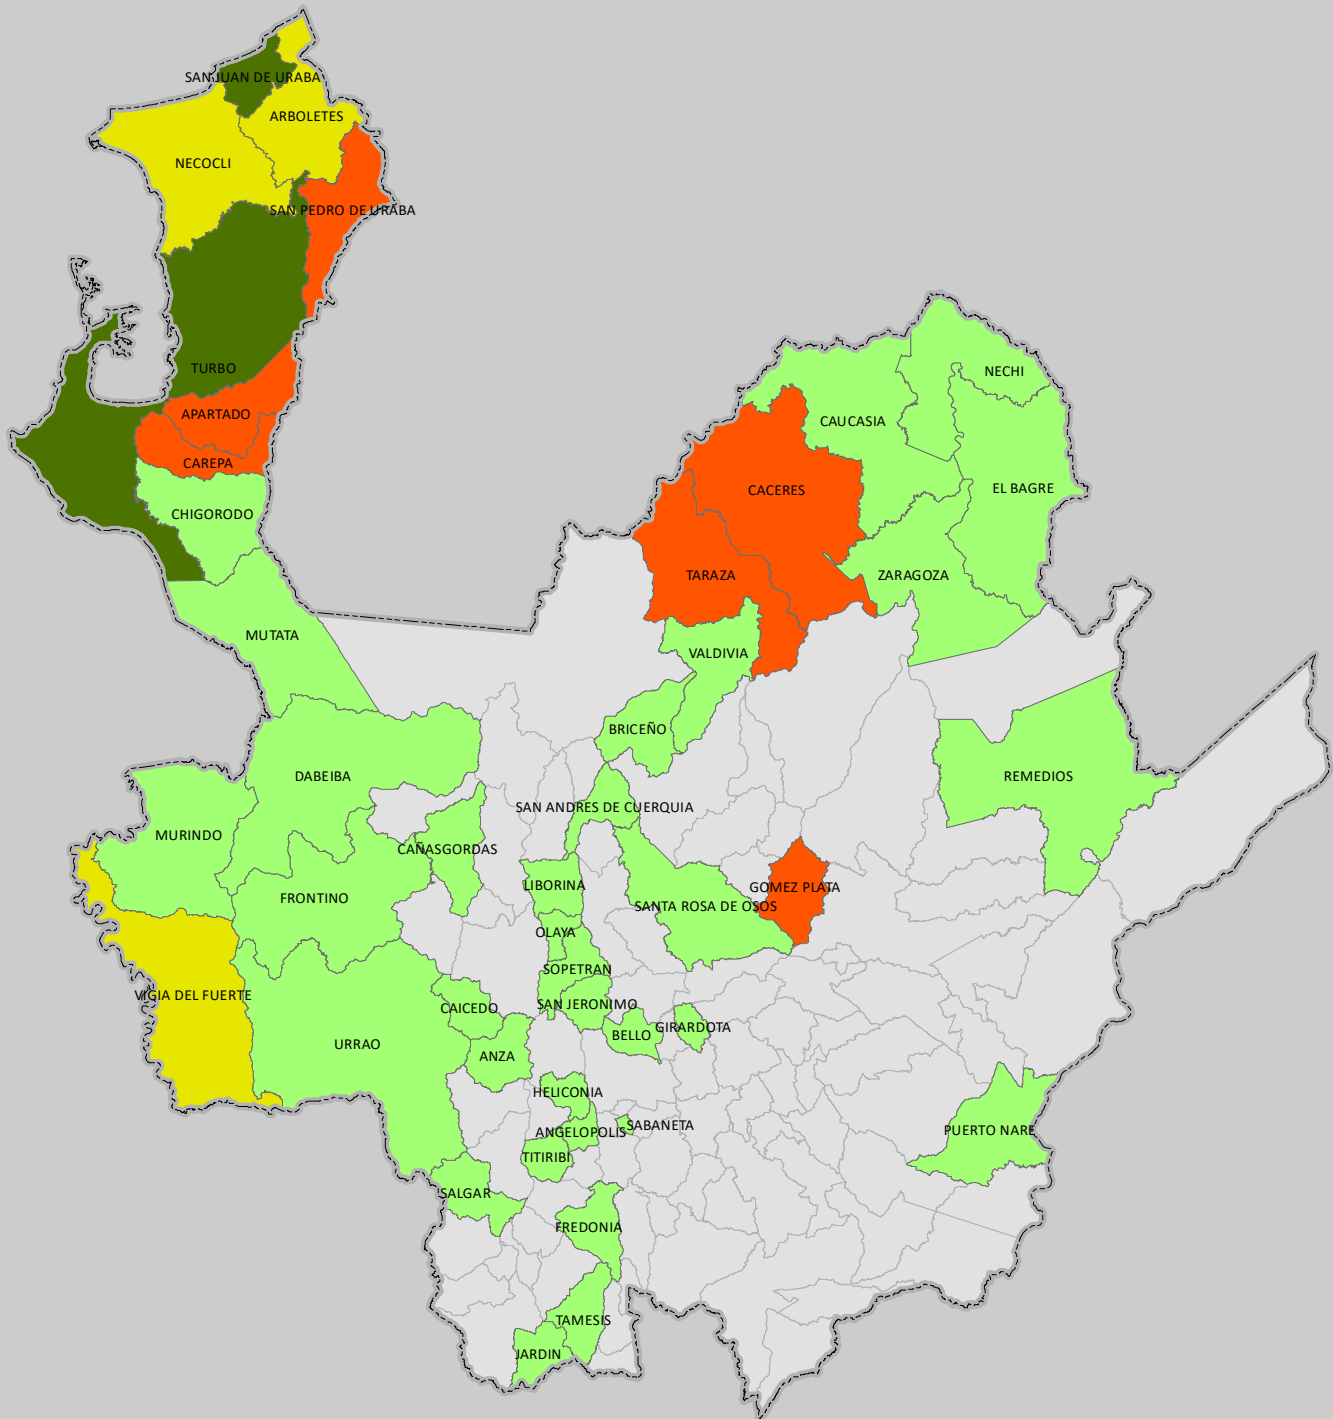 SAN JUAN DE URABA
ARBOLETES
NECOCLI
SAN PEDRO DE URABA
TURBO
APARTADO
CAREPA
CHIGORODO
MUTATA
NECHI
CAUCASIA
CACERES
EL BAGRE
TARAZA
ZARAGOZA
VALDIVIA
BRICEÑO
DABEIBA
REMEDIOS
SAN ANDRES DE CUERQUIA
MURINDO
CAÑASGORDAS
LIBORINA
GOMEZ PLATA
FRONTINO
SANTA ROSA DE OSOS
OLAYA
SOPETRAN
VIGIA DEL FUERTE
SAN JERONIMO
CAICEDO
GIRARDOTA
BELLO
URRAO
ANZA
HELICONIA
SABANETA
ANGELOPOLIS
PUERTO NARE
TITIRIBI
SALGAR
FREDONIA
TAMESIS
JARDIN